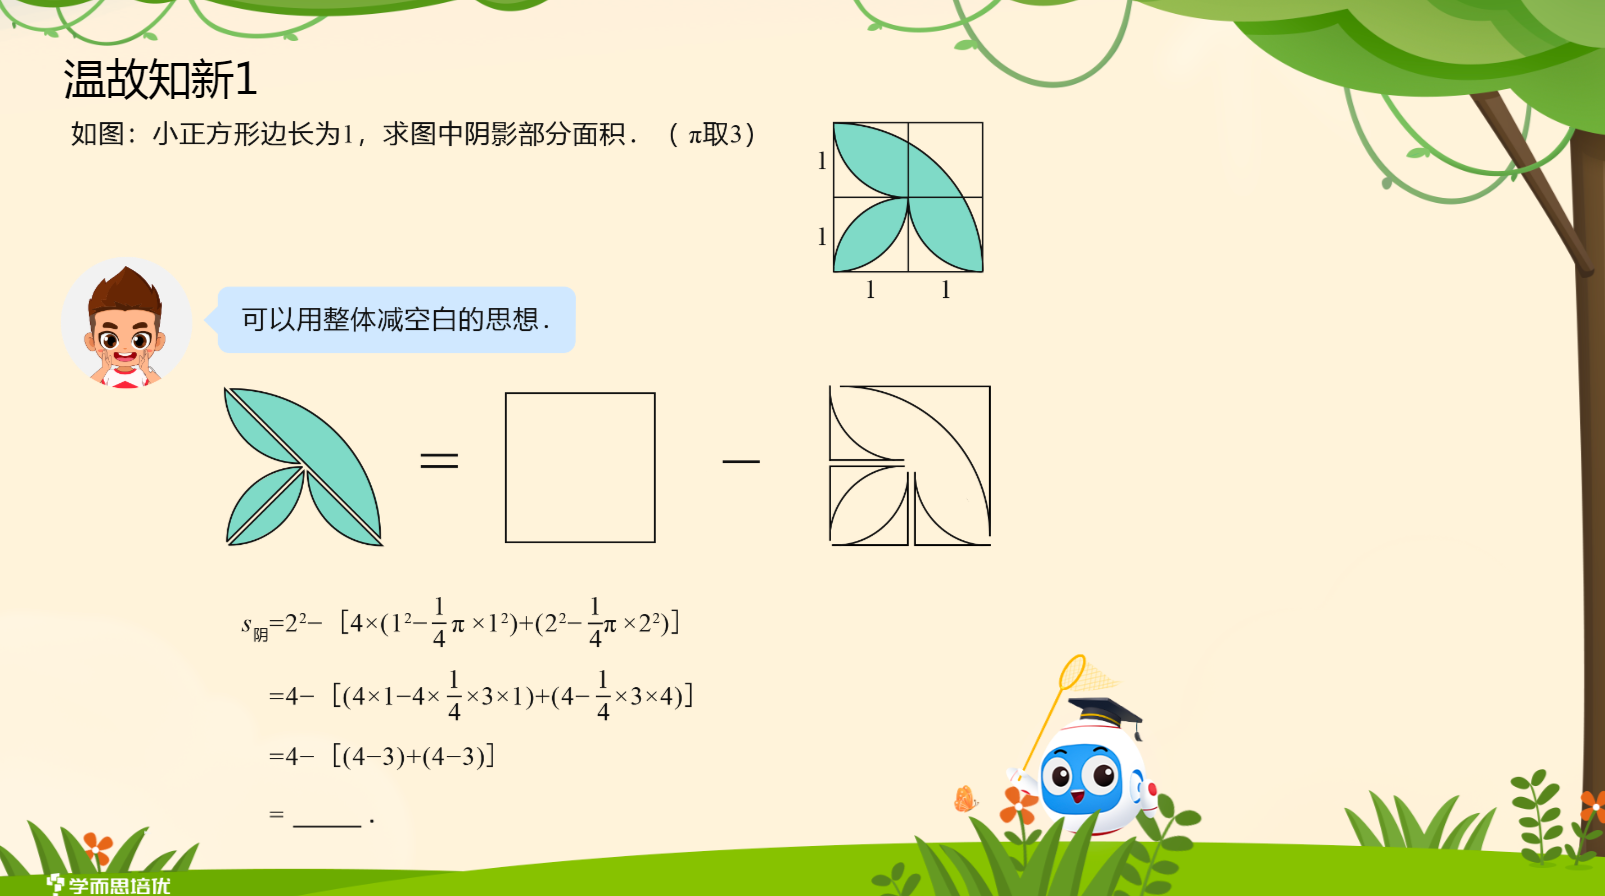 温故知新1
如图：小正方形边长为1，求图中阴影部分面积．（ π取3）
1
1
1 1
可以用整体减空白的思想．
= −
s阴=2²−［4×(1²−1/4π×1²)+(2²−1/4π×2²)］
=4−［(4×1−4×1/4×3×1)+(4−1/4×3×4)］
=4−［(4−3)+(4−3)］
= _____ ．
学而思培优